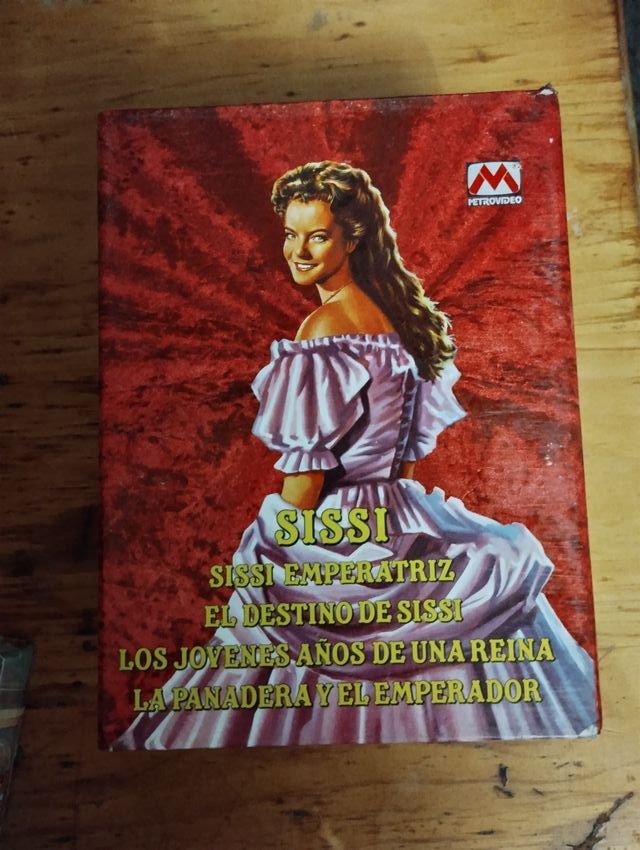 METROVIDEO
SISSI
SISSI EMPERATRIZ
EL DESTINO DE SISSI
LOS JOVENES AÑOS DE UNA REINA
LA PANADERA Y EL EMPERADOR